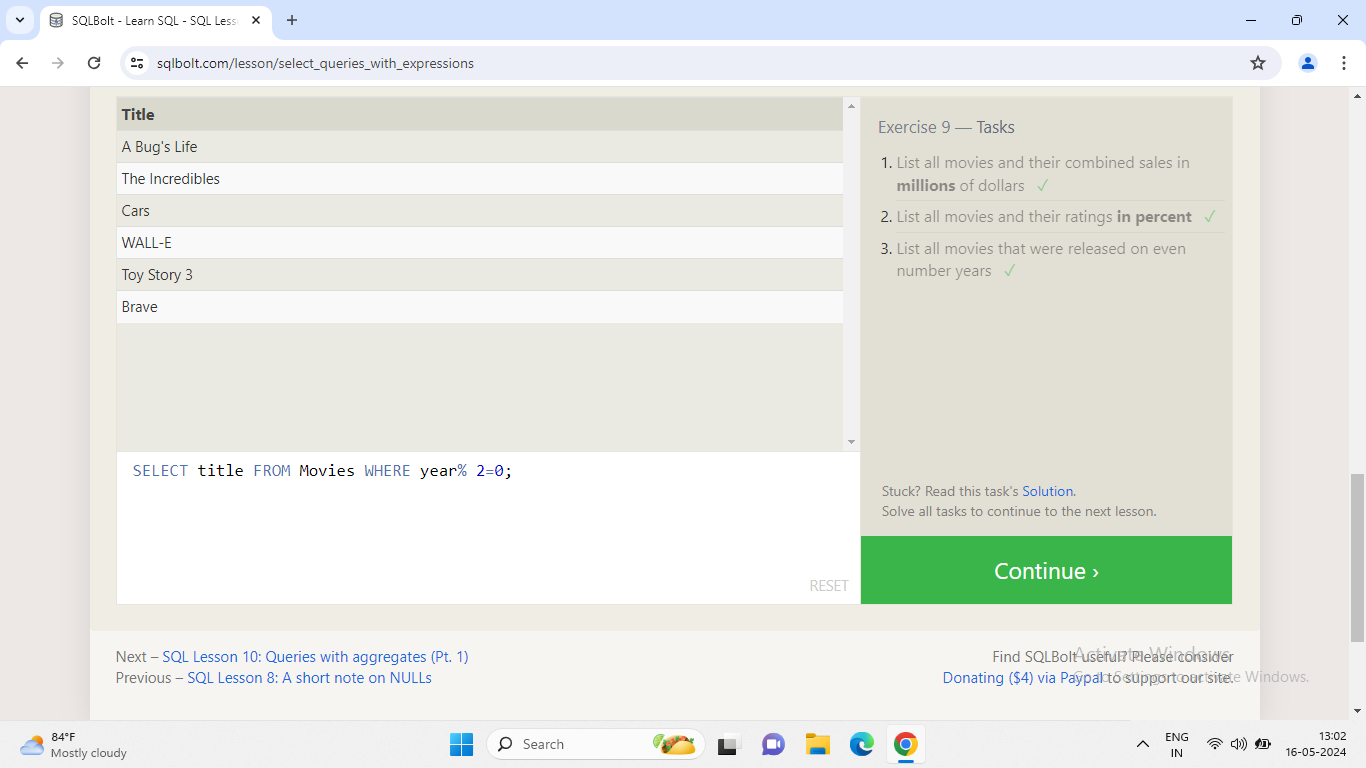 SQLBolt - Learn SQL - SQL Less
sqlbolt.com/lesson/select_queries_with_expressions
Title
A Bug's Life
The Incredibles
Cars
WALL-E
Toy Story 3
Brave
SELECT title FROM Movies WHERE year% 2=0;
RESET
Exercise 9 — Tasks
1. List all movies and their combined sales in
millions of dollars ✓
2. List all movies and their ratings in percent ✓
3. List all movies that were released on even
number years ✓
Stuck? Read this task's Solution.
Solve all tasks to continue to the next lesson.
Continue ›
Next – SQL Lesson 10: Queries with aggregates (Pt. 1)
Previous – SQL Lesson 8: A short note on NULLs
Find SQLBolt useful? Please consider
Donating ($4) via Paypal to support our site.
Activate Windows
Go to Settings to activate Windows.
84°F
Mostly cloudy
Search
ENG
IN
13:02
16-05-2024